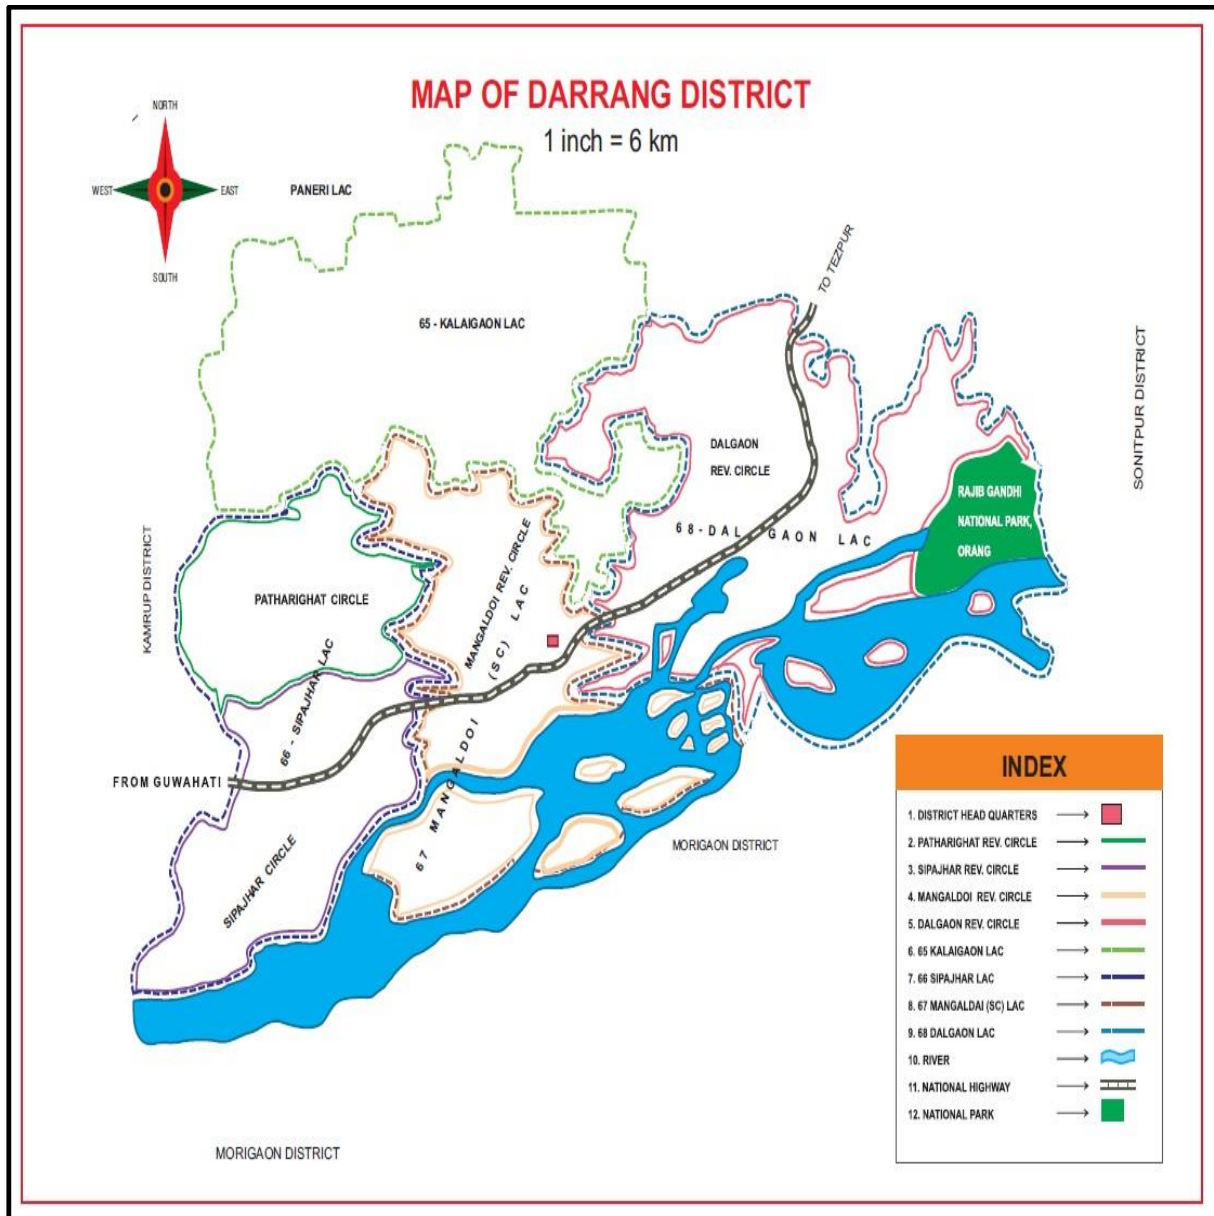 MAP OF DARRANG DISTRICT
1 inch = 6 km
NORTH
WEST
EAST
SOUTH
PANERI LAC
TO TEZPUR
65 - KALAIGAON LAC
SONITPUR DISTRICT
DALGAON
REV. CIRCLE
RAJIB GANDHI
NATIONAL PARK,
ORANG
68-DALGAON LAC
KAMRUP DISTRICT
PATHARIGHAT CIRCLE
MANGALDOI REV. CIRCLE
67 MANGALDOI (SC) LAC
66 - SIPAJHAR LAC
FROM GUWAHATI
SIPAJHAR CIRCLE
MORIGAON DISTRICT
MORIGAON DISTRICT
INDEX
1. DISTRICT HEAD QUARTERS
2. PATHARIGHAT REV. CIRCLE
3. SIPAJHAR REV. CIRCLE
4. MANGALDOI REV. CIRCLE
5. DALGAON REV. CIRCLE
6. 65 KALAIGAON LAC
7. 66 SIPAJHAR LAC
8. 67 MANGALDAI (SC) LAC
9. 68 DALGAON LAC
10. RIVER
11. NATIONAL HIGHWAY
12. NATIONAL PARK